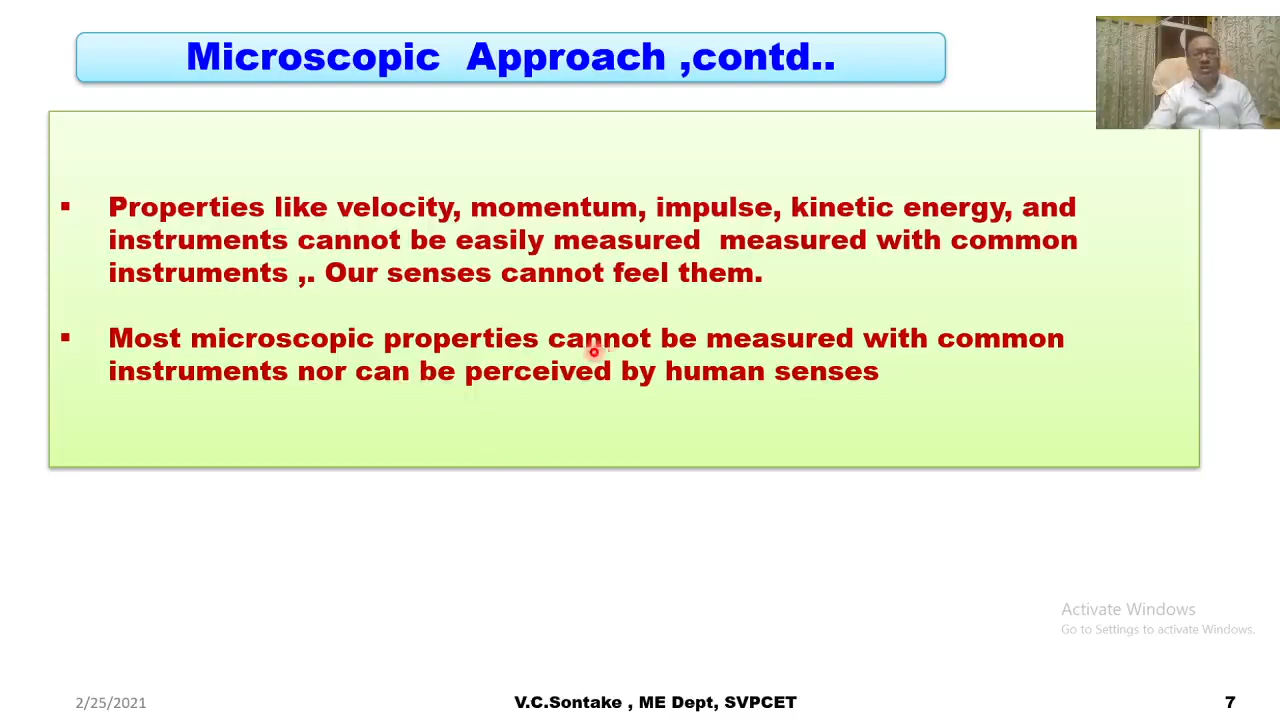 Microscopic Approach ,contd..
▪ Properties like velocity, momentum, impulse, kinetic energy, and
instruments cannot be easily measured measured with common
instruments ,. Our senses cannot feel them.
▪ Most microscopic properties cannot be measured with common
instruments nor can be perceived by human senses
Activate Windows
Go to Settings to activate Windows.
2/25/2021
V.C.Sontake , ME Dept, SVPCET
7